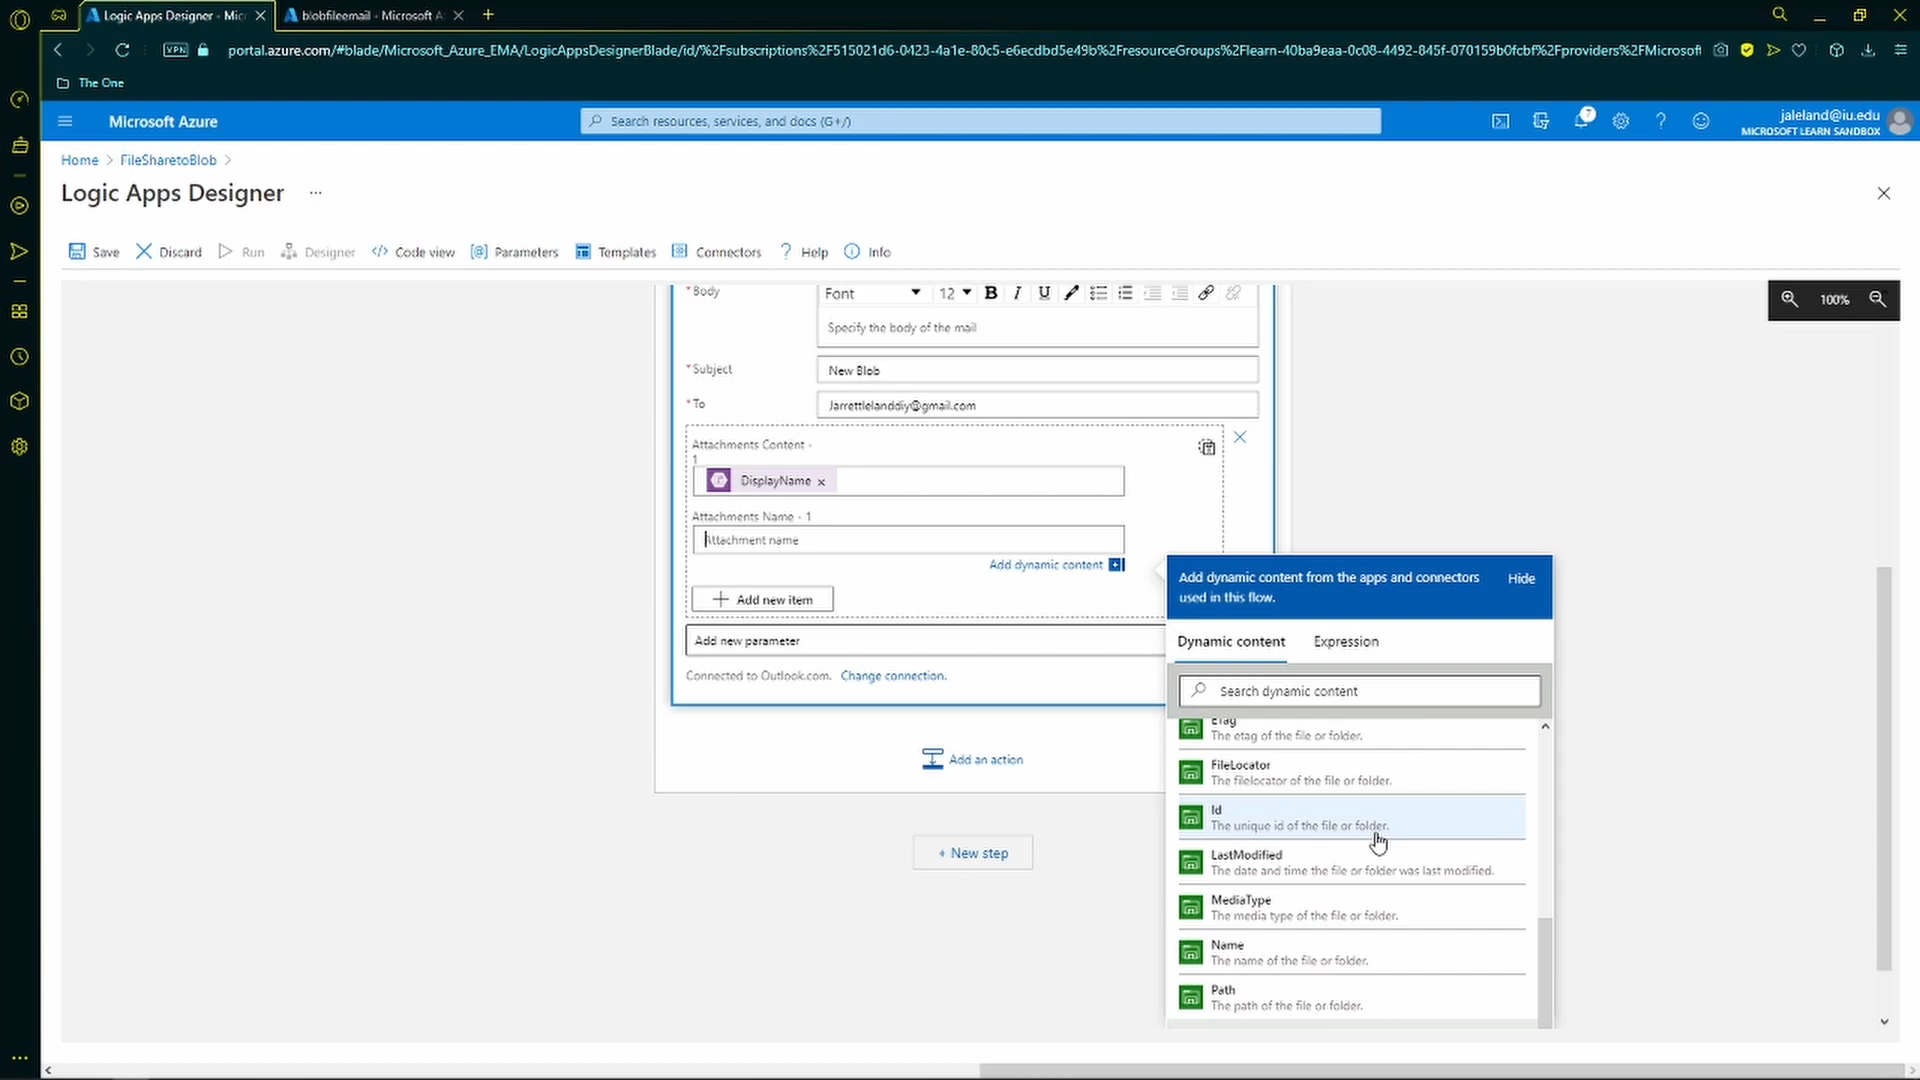 Logic Apps Designer - Mic
blobfileemail - Microsoft A
VPN
portal.azure.com/#blade/Microsoft_Azure_EMA/LogicAppsDesignerBlade/id/%2Fsubscriptions%2F515021d6-0423-4a1e-80c5-e6ecdbd5e49b%2FresourceGroups%2Flearn-40ba9eaa-0c08-4492-845f-070159b0fcbf%2Fproviders%2FMicrosoft
The One
Microsoft Azure
Search resources, services, and docs (G+/)
7
jaleland@iu.edu
MICROSOFT LEARN SANDBOX
Home > FileSharetoBlob >
Logic Apps Designer ...
Save Discard Run Designer Code view Parameters Templates Connectors ? Help Info
100%
*Body
Font 12 B I U
Specify the body of the mail
*Subject
New Blob
*To
Jarrettlelanddiy@gmail.com
Attachments Content -
1
DisplayName x
Attachments Name - 1
Attachment name
Add dynamic content
Add new item
Add new parameter
Connected to Outlook.com. Change connection.
Add an action
+ New step
Add dynamic content from the apps and connectors
used in this flow.
Hide
Dynamic content Expression
Search dynamic content
ETag
The etag of the file or folder.
FileLocator
The filelocator of the file or folder.
Id
The unique id of the file or folder.
LastModified
The date and time the file or folder was last modified.
MediaType
The media type of the file or folder.
Name
The name of the file or folder.
Path
The path of the file or folder.